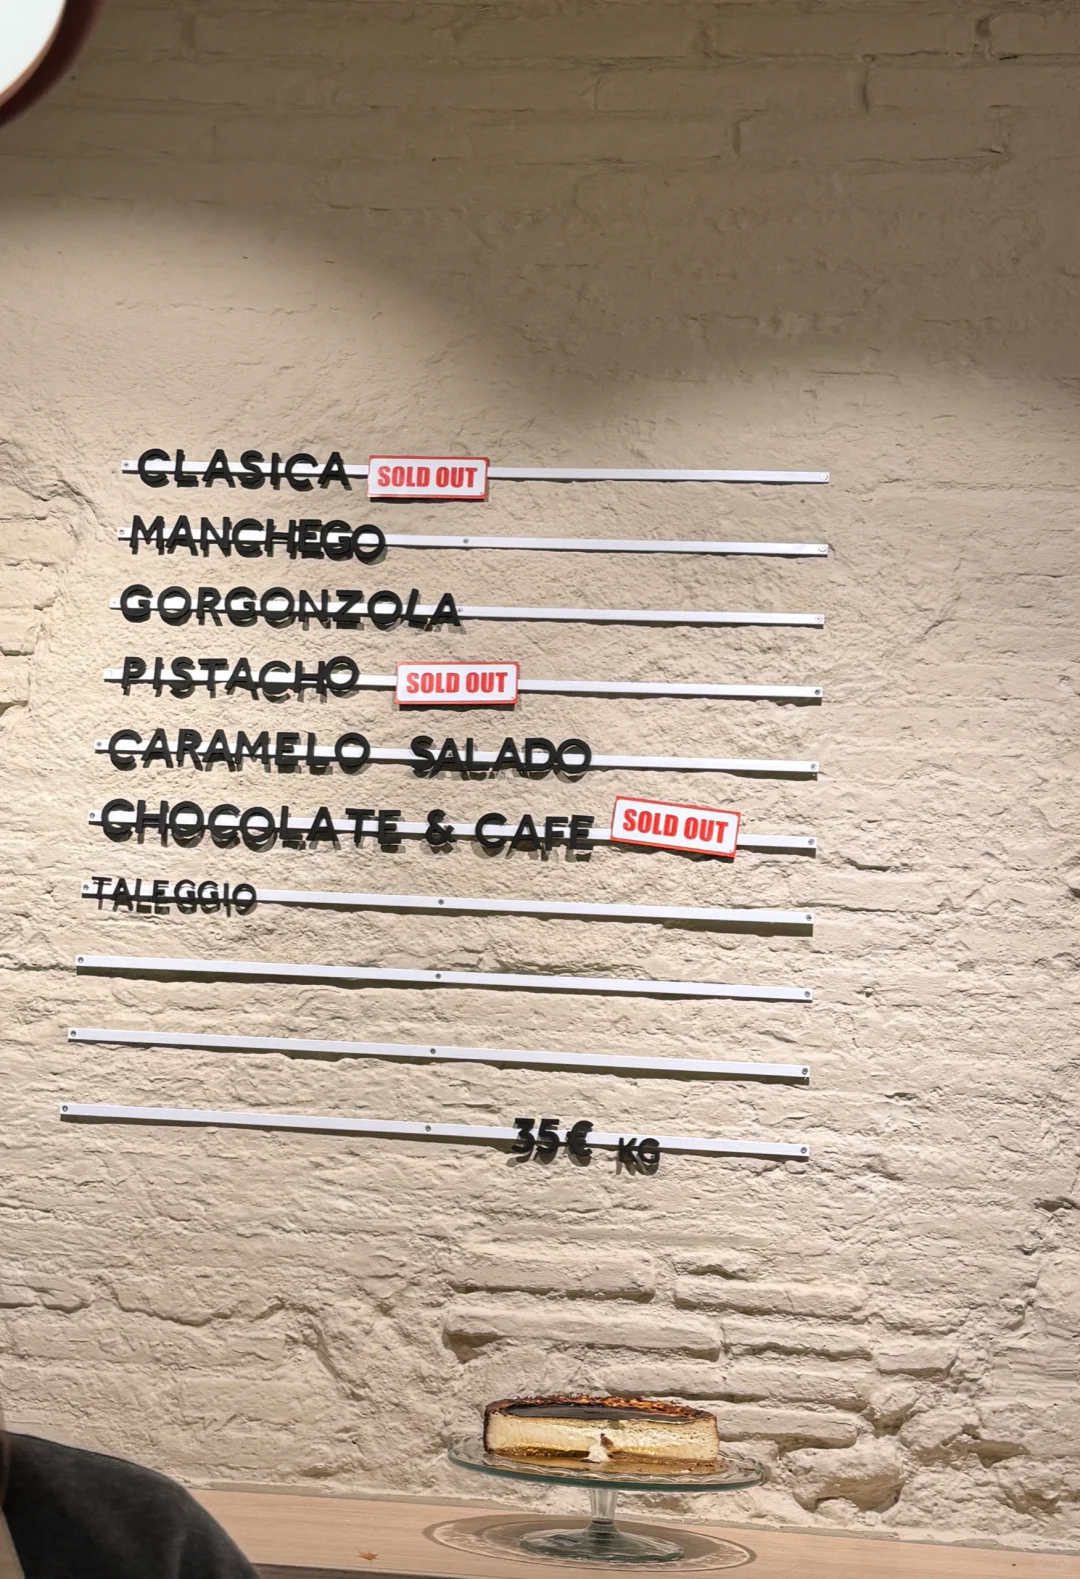 CLASICA SOLD OUT
MANCHEGO
GORGONZOLA
PISTACHO SOLD OUT
CARAMELO SALADO
CHOCOLATE & CAFE SOLD OUT
TALEGGIO
35€ KG